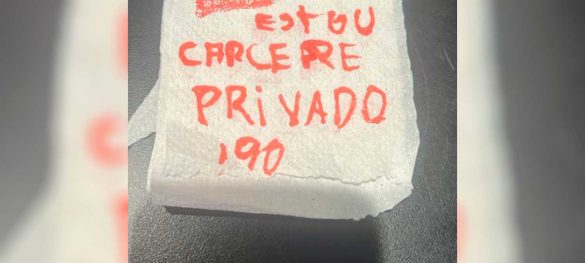 ESTOU
CARCERE
PRiVADO
190